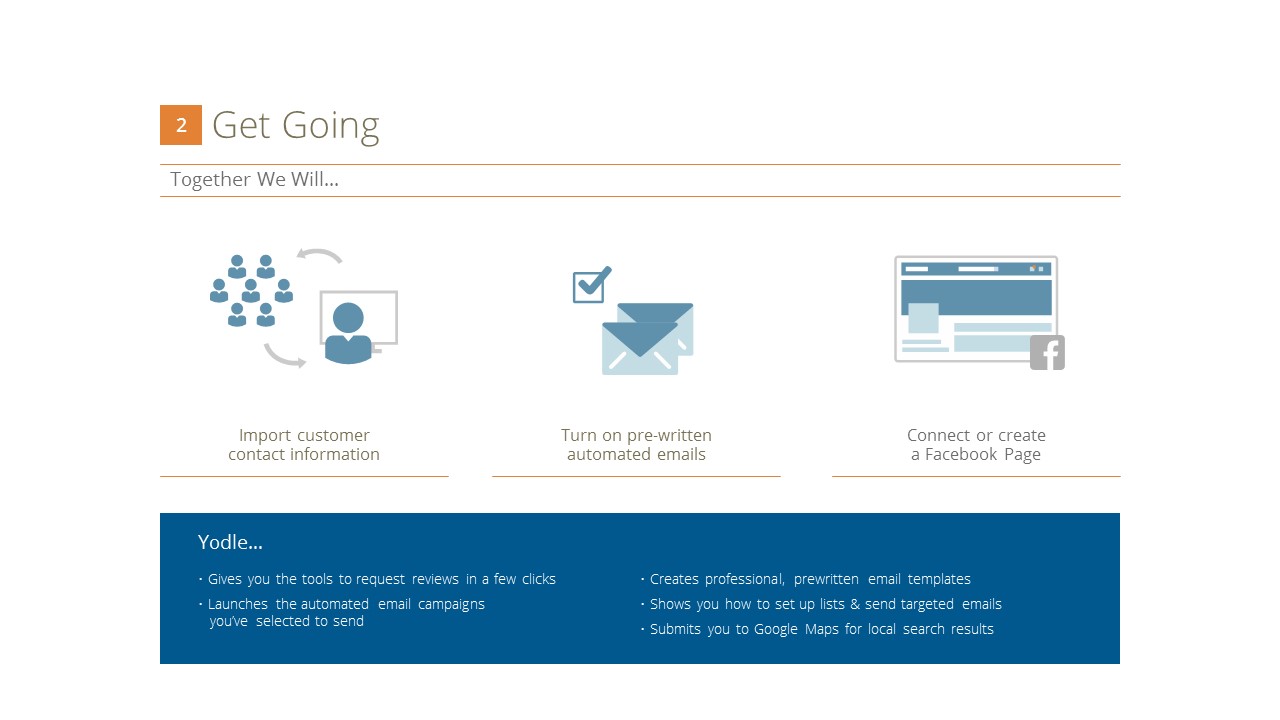 2 Get Going
Together We Will...
Import customer
contact information
Turn on pre-written
automated emails
Connect or create
a Facebook Page
Yodle...
· Gives you the tools to request reviews in a few clicks
· Launches the automated email campaigns
you've selected to send
· Creates professional, prewritten email templates
· Shows you how to set up lists & send targeted emails
· Submits you to Google Maps for local search results